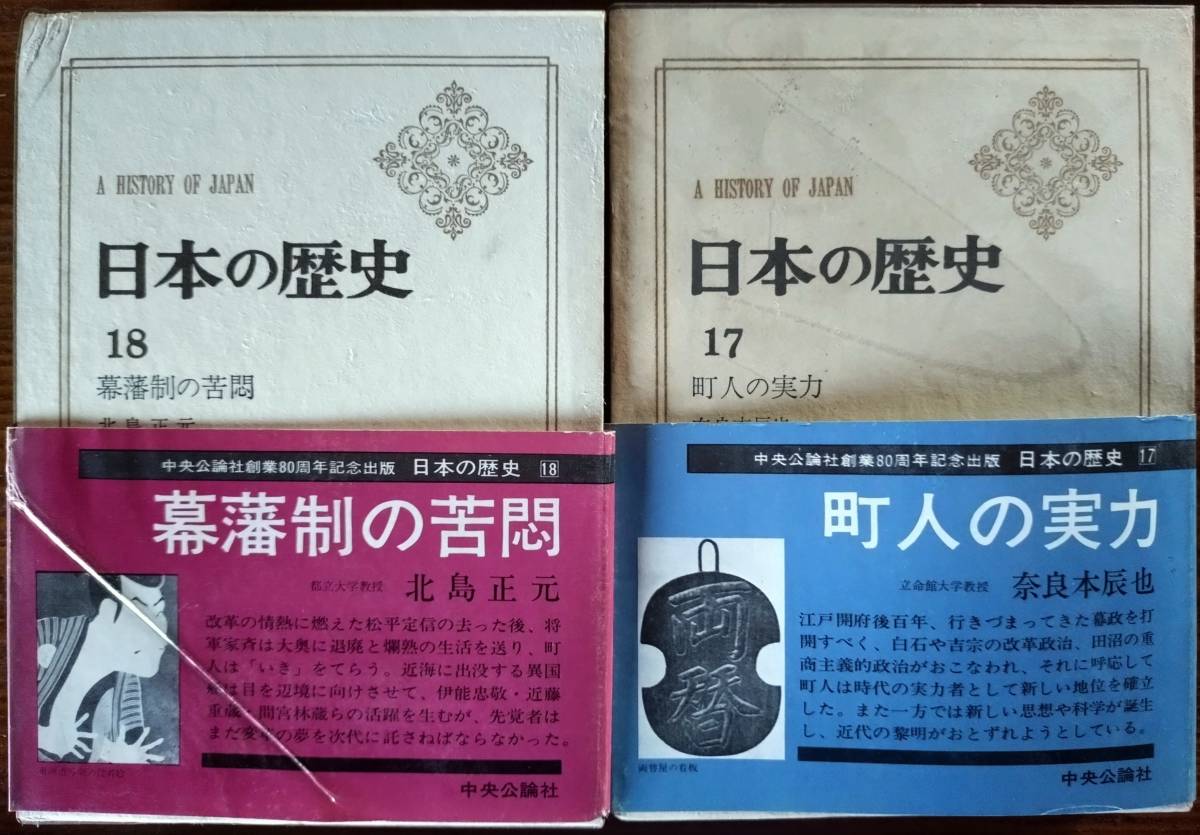 A HISTORY OF JAPAN
日本の歴史
18
幕藩制の苦悶
北島正元
中央公論社創業80周年記念出版 日本の歴史 18
幕藩制の苦悶
都立大学教授 北島正元
改革の情熱に燃えた松平定信の去った後、将
軍家斉は大奥に退廃と爛熟の生活を送り、町
人は「いき」をてらう。近海に出没する異国
船は目を辺境に向けさせて、伊能忠敬・近藤
重蔵・間宮林蔵らの活躍を生むが、先覚者は
まだ変革の夢を次代に託さねばならなかった。
中央公論社
A HISTORY OF JAPAN
日本の歴史
17
町人の実力
奈良本辰也
中央公論社創業80周年記念出版 日本の歴史 17
町人の実力
立命館大学教授 奈良本辰也
両替
江戸開府後百年、行きづまってきた幕政を打
開すべく、白石や吉宗の改革政治、田沼の重
商主義的政治がおこなわれ、それに呼応して
町人は時代の実力者として新しい地位を確立
した。また一方では新しい思想や科学が誕生
し、近代の黎明がおとずれようとしている。
両替屋の看板
中央公論社